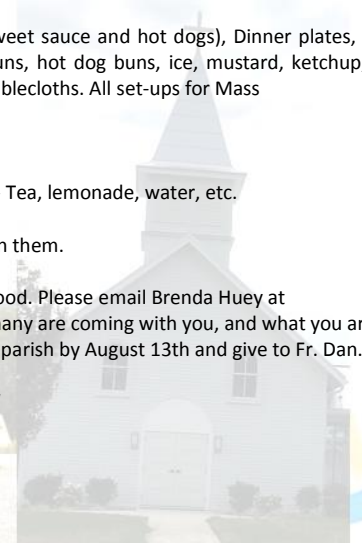 weet sauce and hot dogs), Dinner plates,
uns, hot dog buns, ice, mustard, ketchup,
blecloths. All set-ups for Mass
Tea, lemonade, water, etc.
n them.
ood. Please email Brenda Huey at
many are coming with you, and what you ar
parish by August 13th and give to Fr. Dan.